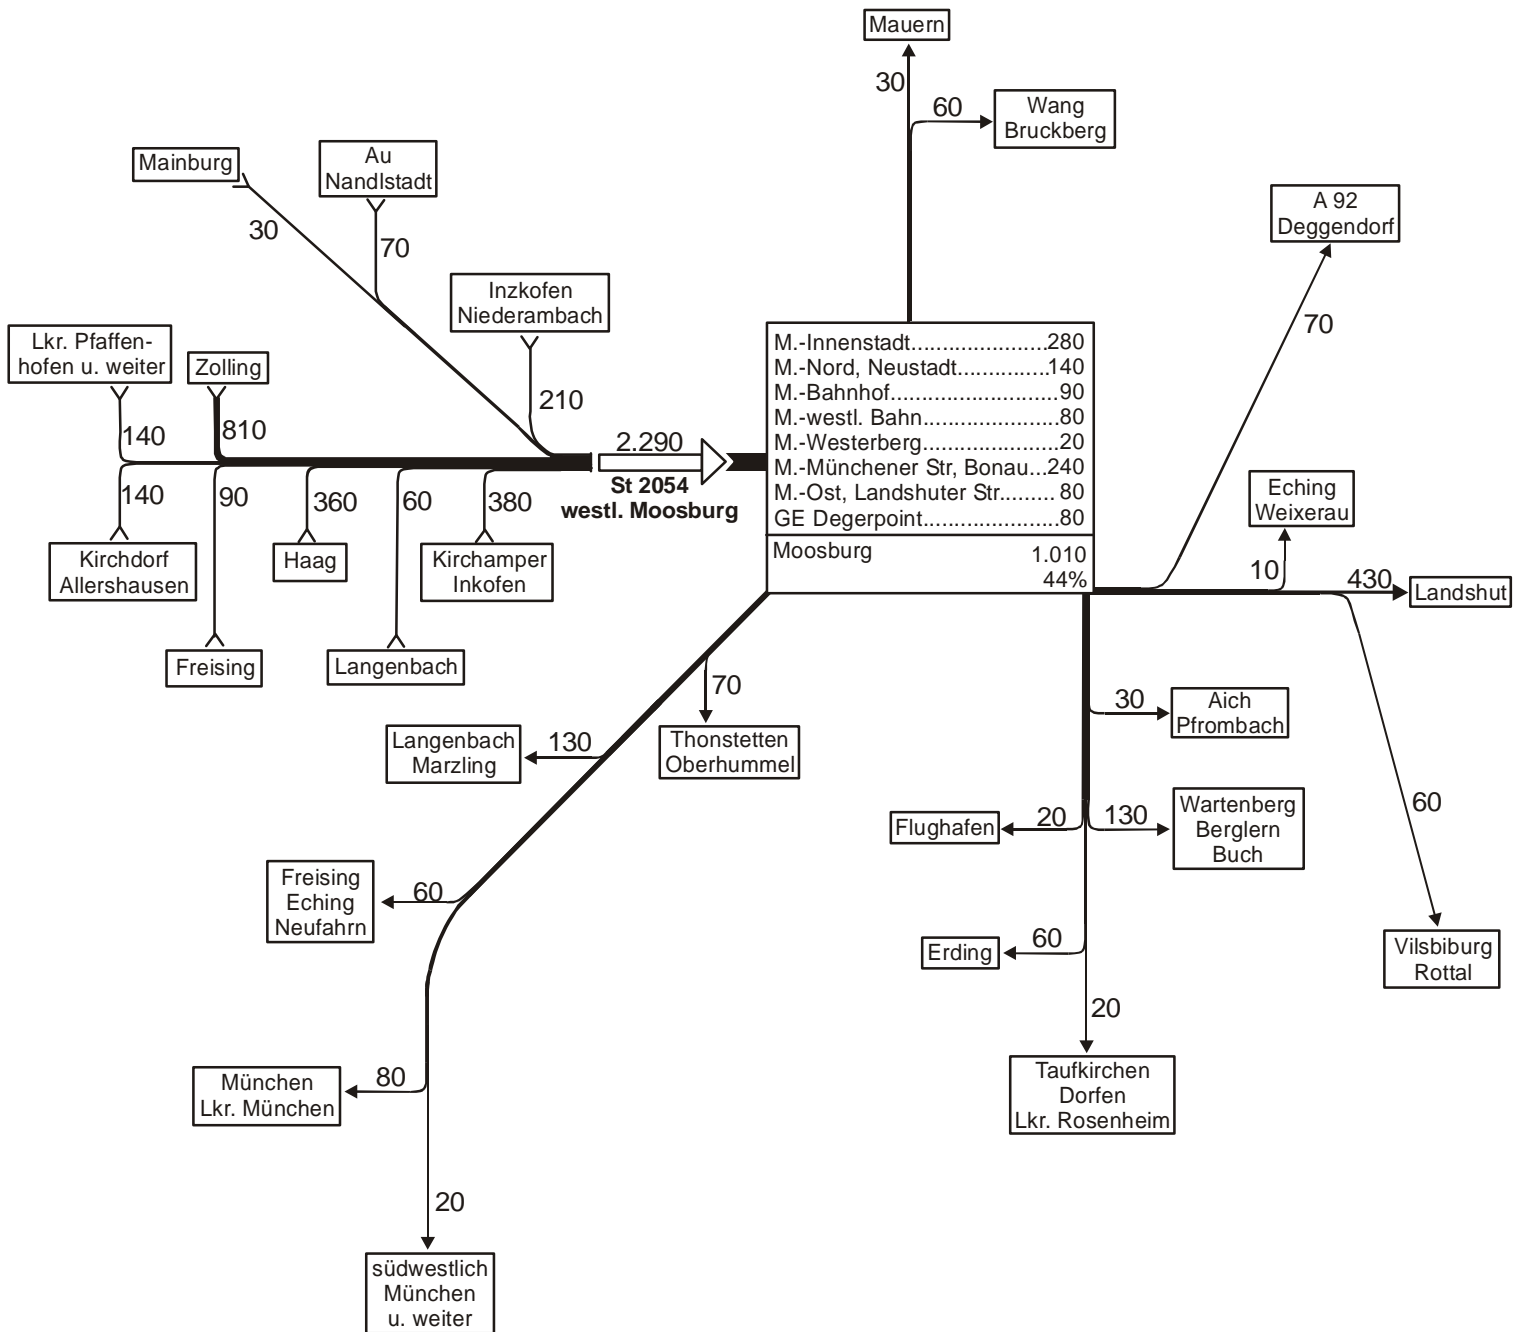 Mauern
30
60
Wang
Bruckberg
Mainburg
30
Au
Nandlstadt
70
A 92
Deggendorf
70
Inzkofen
Niederambach
210
Lkr. Pfaffen-
hofen u. weiter
140
Zolling
810
2.290
St 2054
westl. Moosburg
140
Kirchdorf
Allershausen
90
Freising
360
Haag
60
Langenbach
380
Kirchamper
Inkofen
M.-Innenstadt......................280
M.-Nord, Neustadt...............140
M.-Bahnhof...........................90
M.-westl. Bahn......................80
M.-Westerberg......................20
M.-Münchener Str, Bonau...240
M.-Ost, Landshuter Str......... 80
GE Degerpoint......................80
Moosburg 1.010
44%
Eching
Weixerau
10
430
Landshut
60
Vilsbiburg
Rottal
70
Thonstetten
Oberhummel
Langenbach
Marzling
130
Freising
Eching
Neufahrn
60
München
Lkr. München
80
20
südwestlich
München
u. weiter
30
Aich
Pfrombach
Flughafen
20
130
Wartenberg
Berglern
Buch
Erding
60
20
Taufkirchen
Dorfen
Lkr. Rosenheim